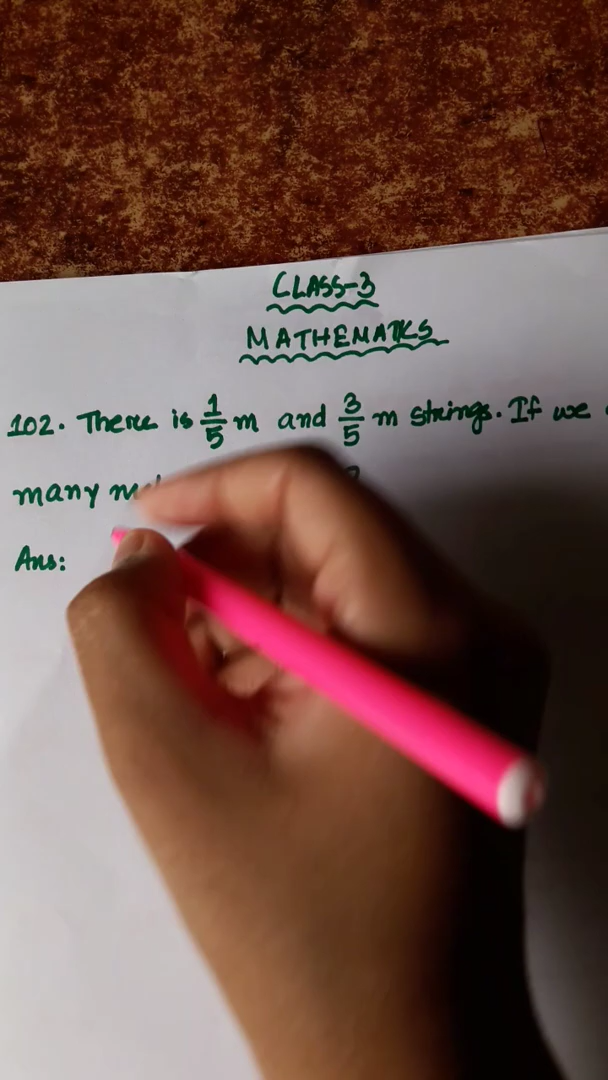 CLASS-3
MATHEMATICS
102. There is 1/5 m and 3/5 m strings. If we
many
Ans: